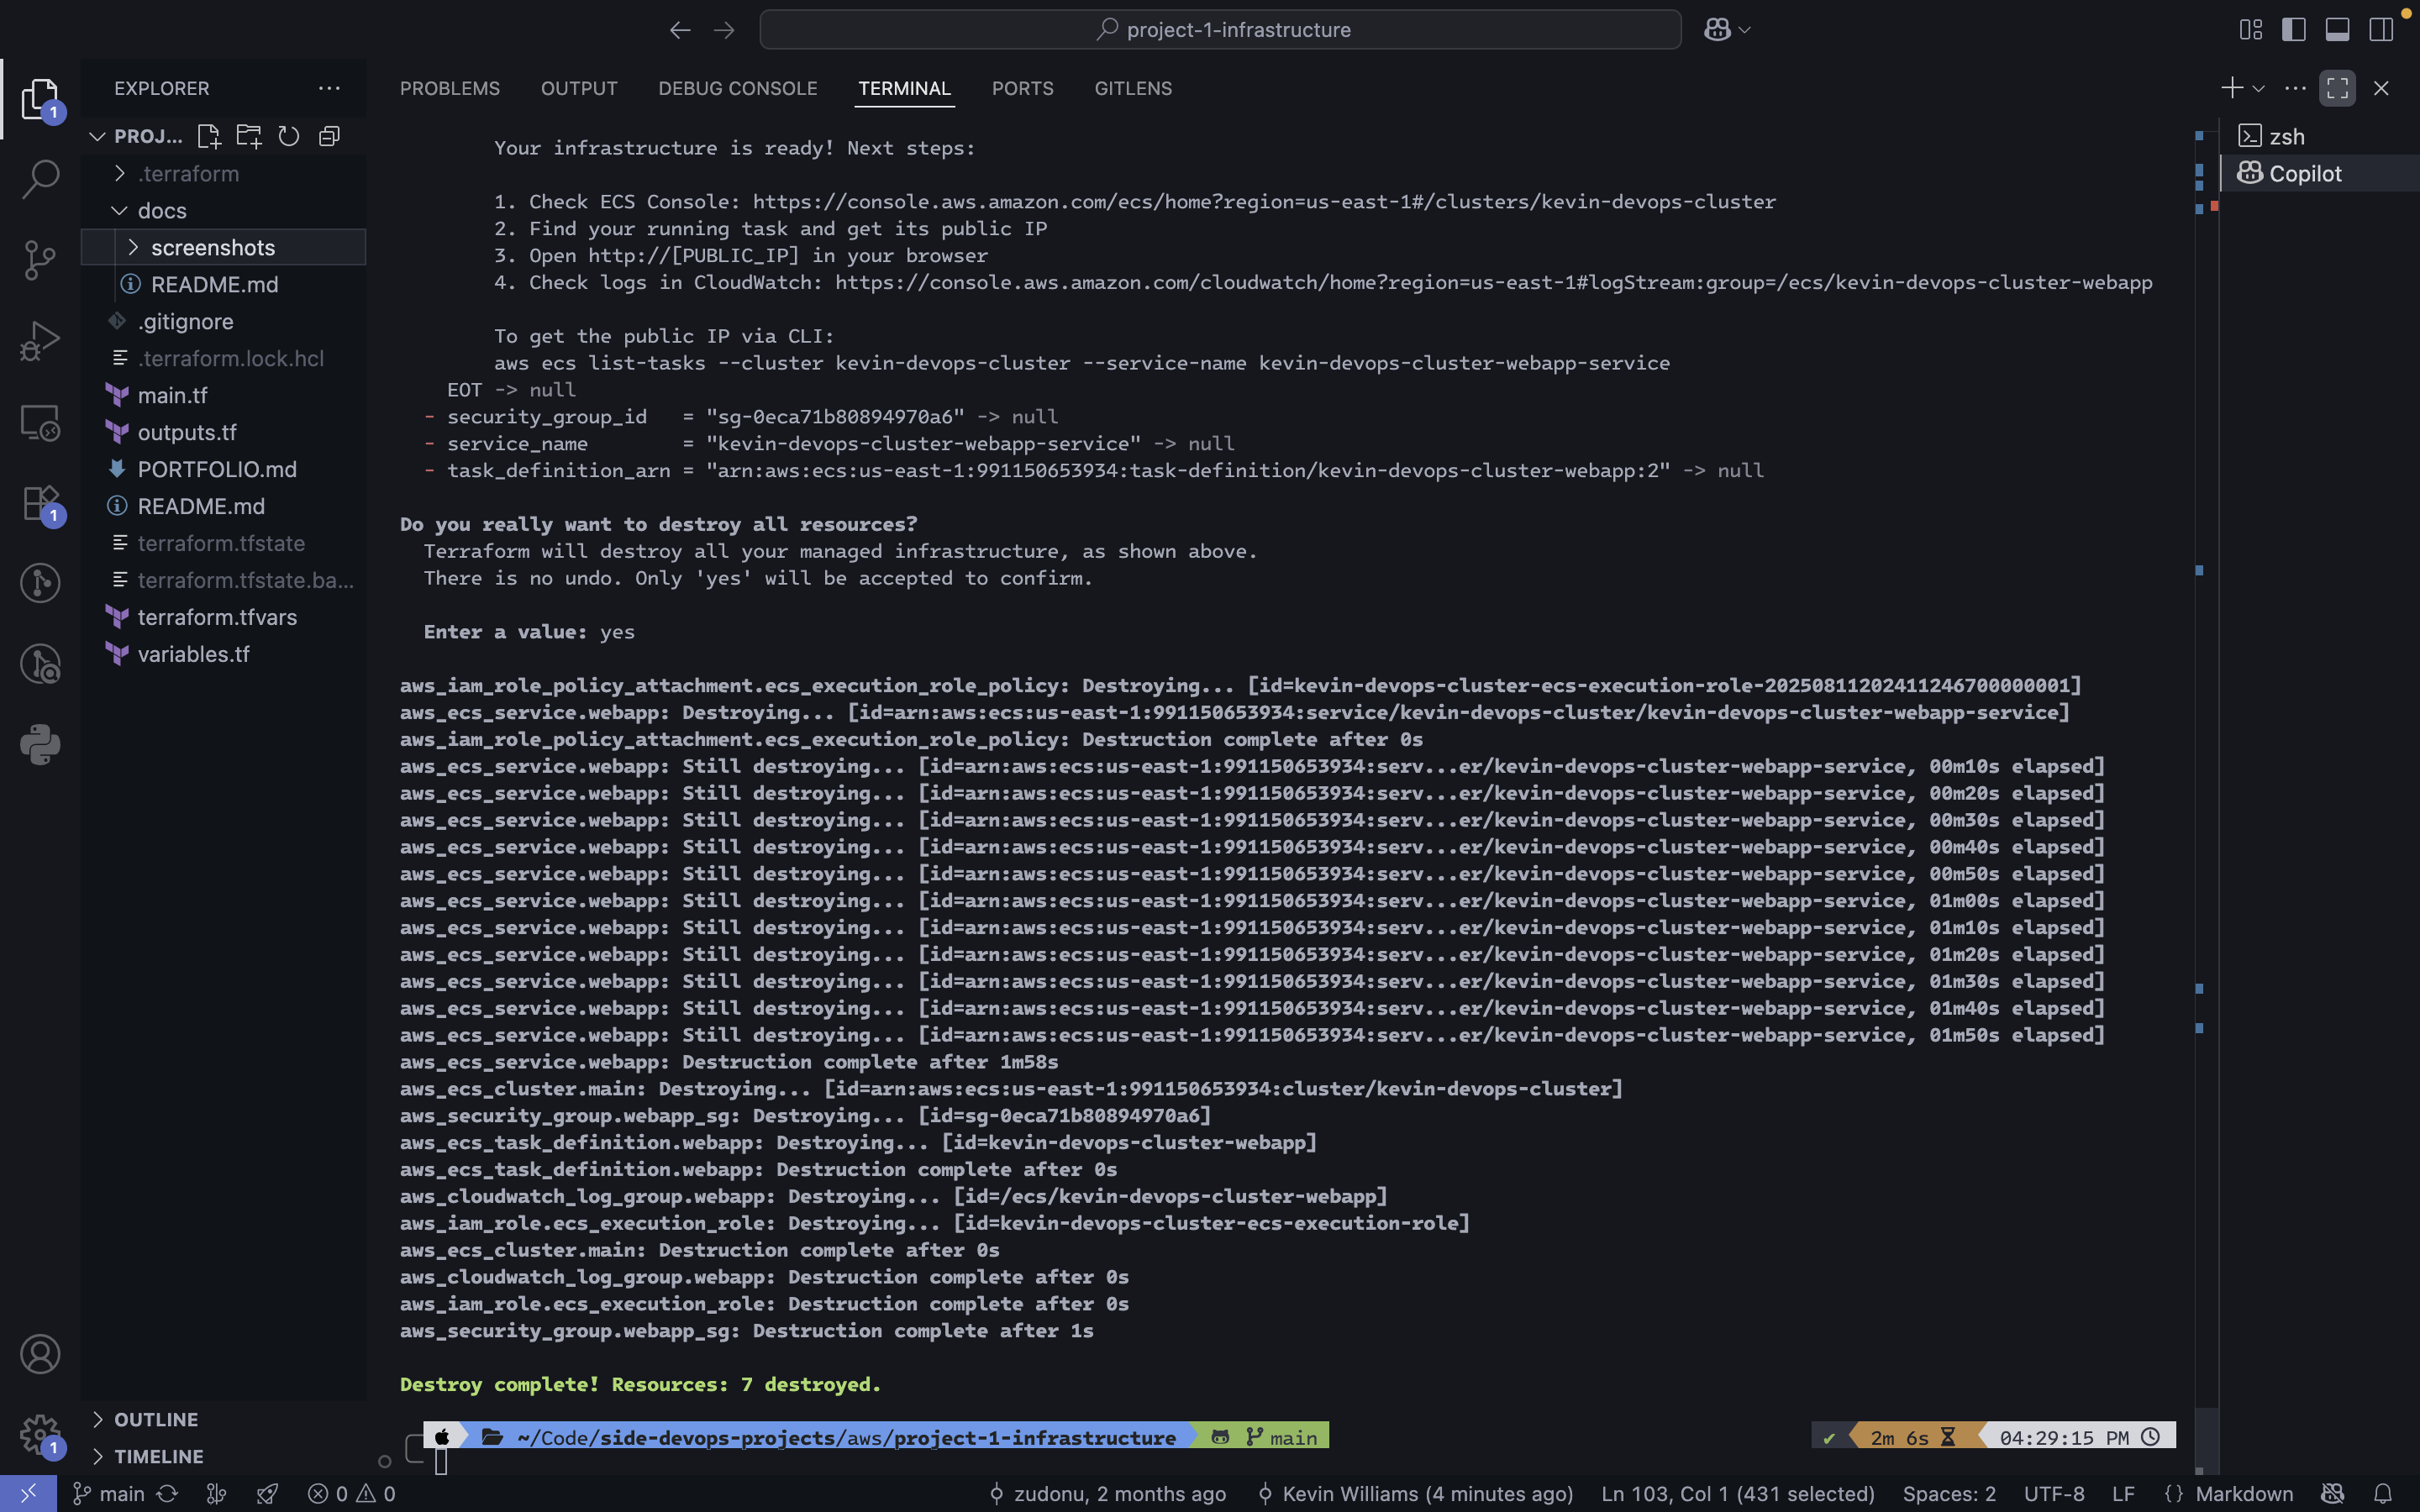 project-1-infrastructure
EXPLORER
PROJ...
.terraform
docs
screenshots
README.md
.gitignore
.terraform.lock.hcl
main.tf
outputs.tf
PORTFOLIO.md
README.md
terraform.tfstate
terraform.tfstate.ba...
terraform.tfvars
variables.tf
OUTLINE
TIMELINE
1
1
1
PROBLEMS OUTPUT DEBUG CONSOLE TERMINAL PORTS GITLENS
zsh
Copilot
Your infrastructure is ready! Next steps:
1. Check ECS Console: https://console.aws.amazon.com/ecs/home?region=us-east-1#/clusters/kevin-devops-cluster
2. Find your running task and get its public IP
3. Open http://[PUBLIC_IP] in your browser
4. Check logs in CloudWatch: https://console.aws.amazon.com/cloudwatch/home?region=us-east-1#logStream:group=/ecs/kevin-devops-cluster-webapp
To get the public IP via CLI:
aws ecs list-tasks --cluster kevin-devops-cluster --service-name kevin-devops-cluster-webapp-service
EOT -> null
- security_group_id = "sg-0eca71b80894970a6" -> null
- service_name = "kevin-devops-cluster-webapp-service" -> null
- task_definition_arn = "arn:aws:ecs:us-east-1:991150653934:task-definition/kevin-devops-cluster-webapp:2" -> null
Do you really want to destroy all resources?
Terraform will destroy all your managed infrastructure, as shown above.
There is no undo. Only 'yes' will be accepted to confirm.
Enter a value: yes
aws_iam_role_policy_attachment.ecs_execution_role_policy: Destroying... [id=kevin-devops-cluster-ecs-execution-role-20250811202411246700000001]
aws_ecs_service.webapp: Destroying... [id=arn:aws:ecs:us-east-1:991150653934:service/kevin-devops-cluster/kevin-devops-cluster-webapp-service]
aws_iam_role_policy_attachment.ecs_execution_role_policy: Destruction complete after 0s
aws_ecs_service.webapp: Still destroying... [id=arn:aws:ecs:us-east-1:991150653934:serv...er/kevin-devops-cluster-webapp-service, 00m10s elapsed]
aws_ecs_service.webapp: Still destroying... [id=arn:aws:ecs:us-east-1:991150653934:serv...er/kevin-devops-cluster-webapp-service, 00m20s elapsed]
aws_ecs_service.webapp: Still destroying... [id=arn:aws:ecs:us-east-1:991150653934:serv...er/kevin-devops-cluster-webapp-service, 00m30s elapsed]
aws_ecs_service.webapp: Still destroying... [id=arn:aws:ecs:us-east-1:991150653934:serv...er/kevin-devops-cluster-webapp-service, 00m40s elapsed]
aws_ecs_service.webapp: Still destroying... [id=arn:aws:ecs:us-east-1:991150653934:serv...er/kevin-devops-cluster-webapp-service, 00m50s elapsed]
aws_ecs_service.webapp: Still destroying... [id=arn:aws:ecs:us-east-1:991150653934:serv...er/kevin-devops-cluster-webapp-service, 01m00s elapsed]
aws_ecs_service.webapp: Still destroying... [id=arn:aws:ecs:us-east-1:991150653934:serv...er/kevin-devops-cluster-webapp-service, 01m10s elapsed]
aws_ecs_service.webapp: Still destroying... [id=arn:aws:ecs:us-east-1:991150653934:serv...er/kevin-devops-cluster-webapp-service, 01m20s elapsed]
aws_ecs_service.webapp: Still destroying... [id=arn:aws:ecs:us-east-1:991150653934:serv...er/kevin-devops-cluster-webapp-service, 01m30s elapsed]
aws_ecs_service.webapp: Still destroying... [id=arn:aws:ecs:us-east-1:991150653934:serv...er/kevin-devops-cluster-webapp-service, 01m40s elapsed]
aws_ecs_service.webapp: Still destroying... [id=arn:aws:ecs:us-east-1:991150653934:serv...er/kevin-devops-cluster-webapp-service, 01m50s elapsed]
aws_ecs_service.webapp: Destruction complete after 1m58s
aws_ecs_cluster.main: Destroying... [id=arn:aws:ecs:us-east-1:991150653934:cluster/kevin-devops-cluster]
aws_security_group.webapp_sg: Destroying... [id=sg-0eca71b80894970a6]
aws_ecs_task_definition.webapp: Destroying... [id=kevin-devops-cluster-webapp]
aws_ecs_task_definition.webapp: Destruction complete after 0s
aws_cloudwatch_log_group.webapp: Destroying... [id=/ecs/kevin-devops-cluster-webapp]
aws_iam_role.ecs_execution_role: Destroying... [id=kevin-devops-cluster-ecs-execution-role]
aws_ecs_cluster.main: Destruction complete after 0s
aws_cloudwatch_log_group.webapp: Destruction complete after 0s
aws_iam_role.ecs_execution_role: Destruction complete after 0s
aws_security_group.webapp_sg: Destruction complete after 1s
Destroy complete! Resources: 7 destroyed.
~/Code/side-devops-projects/aws/project-1-infrastructure main ✔ 2m 6s 04:29:15 PM
main 0 0 zudonu, 2 months ago Kevin Williams (4 minutes ago) Ln 103, Col 1 (431 selected) Spaces: 2 UTF-8 LF {} Markdown